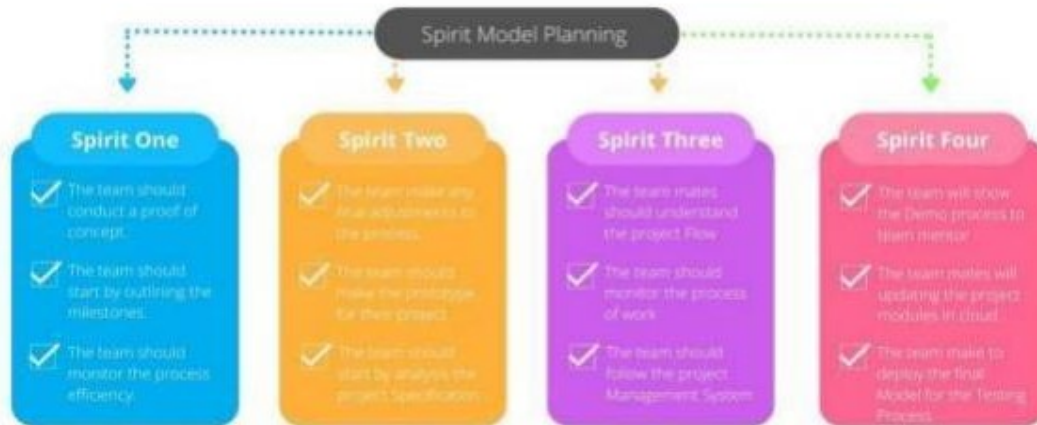 Spirit Model Planning
Spirit One
The team should
conduct a proof of
concept.
The team should
start by outlining the
milestones.
The team should
monitor the process
efficiency.
Spirit Two
The team make any
final adjustments to
the process.
The team should
make the prototype
for their project
The team should
start by analysis the
project Specification
Spirit Three
The team mates
should understand
the project Flow
The team should
monitor the process
of work
The team should
follow the project
Management System
Spirit Four
The team will show
the Demo process to
team mentor
The team mates will
updating the project
modules in cloud
The team make to
deploy the final
Model for the Testing
Process